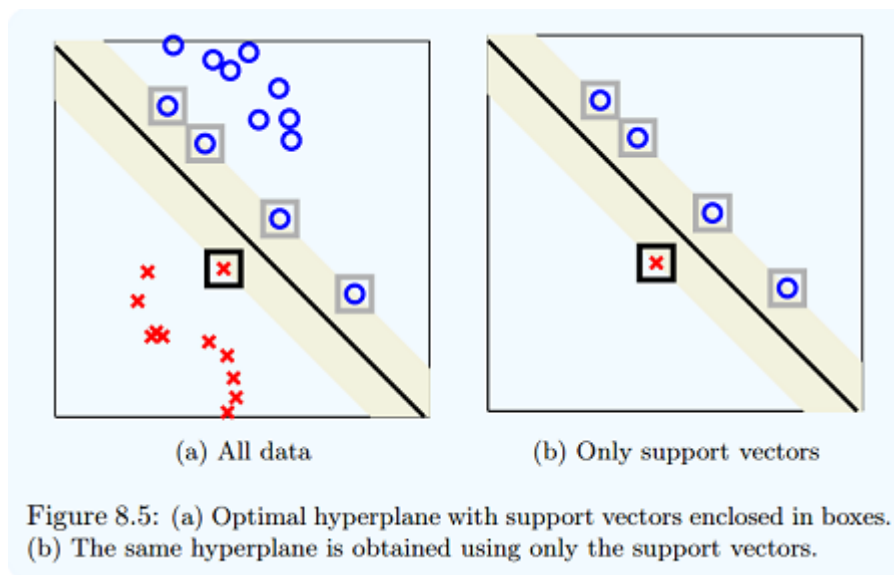 (a) All data
(b) Only support vectors
Figure 8.5: (a) Optimal hyperplane with support vectors enclosed in boxes.
(b) The same hyperplane is obtained using only the support vectors.